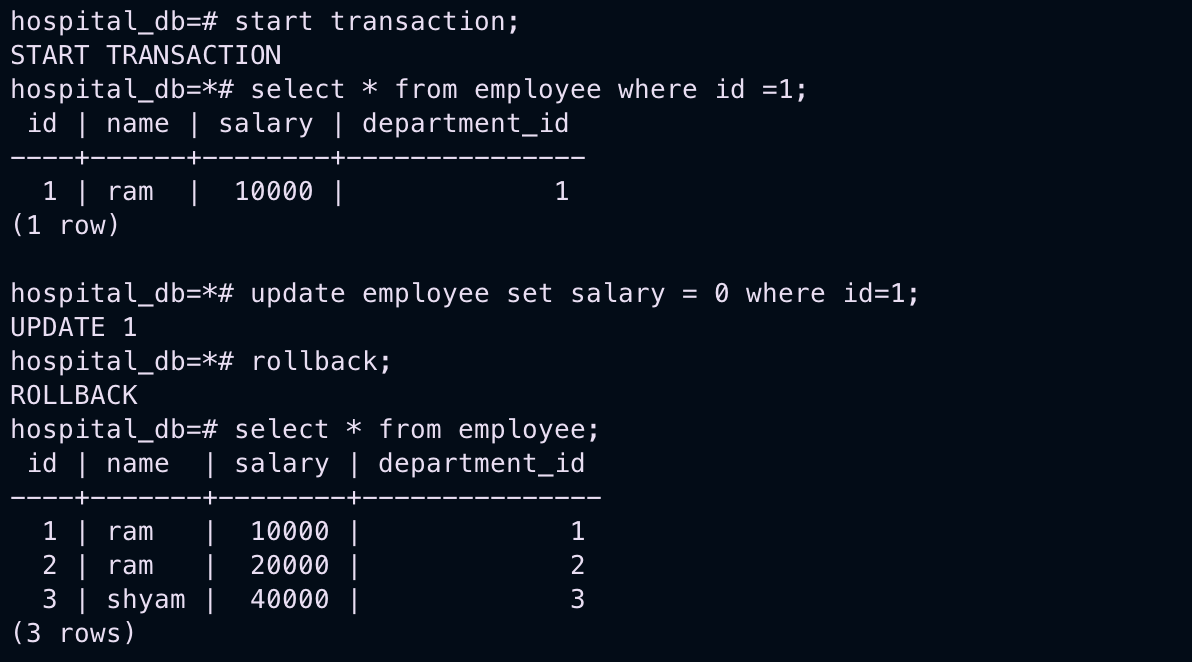 hospital_db=# start transaction;
START TRANSACTION
hospital_db=*# select * from employee where id =1;
 id | name | salary | department_id
----+------+--------+---------------
  1 | ram  |  10000 |             1
(1 row)

hospital_db=*# update employee set salary = 0 where id=1;
UPDATE 1
hospital_db=*# rollback;
ROLLBACK
hospital_db=# select * from employee;
 id | name  | salary | department_id
----+-------+--------+---------------
  1 | ram   |  10000 |             1
  2 | ram   |  20000 |             2
  3 | shyam |  40000 |             3
(3 rows)